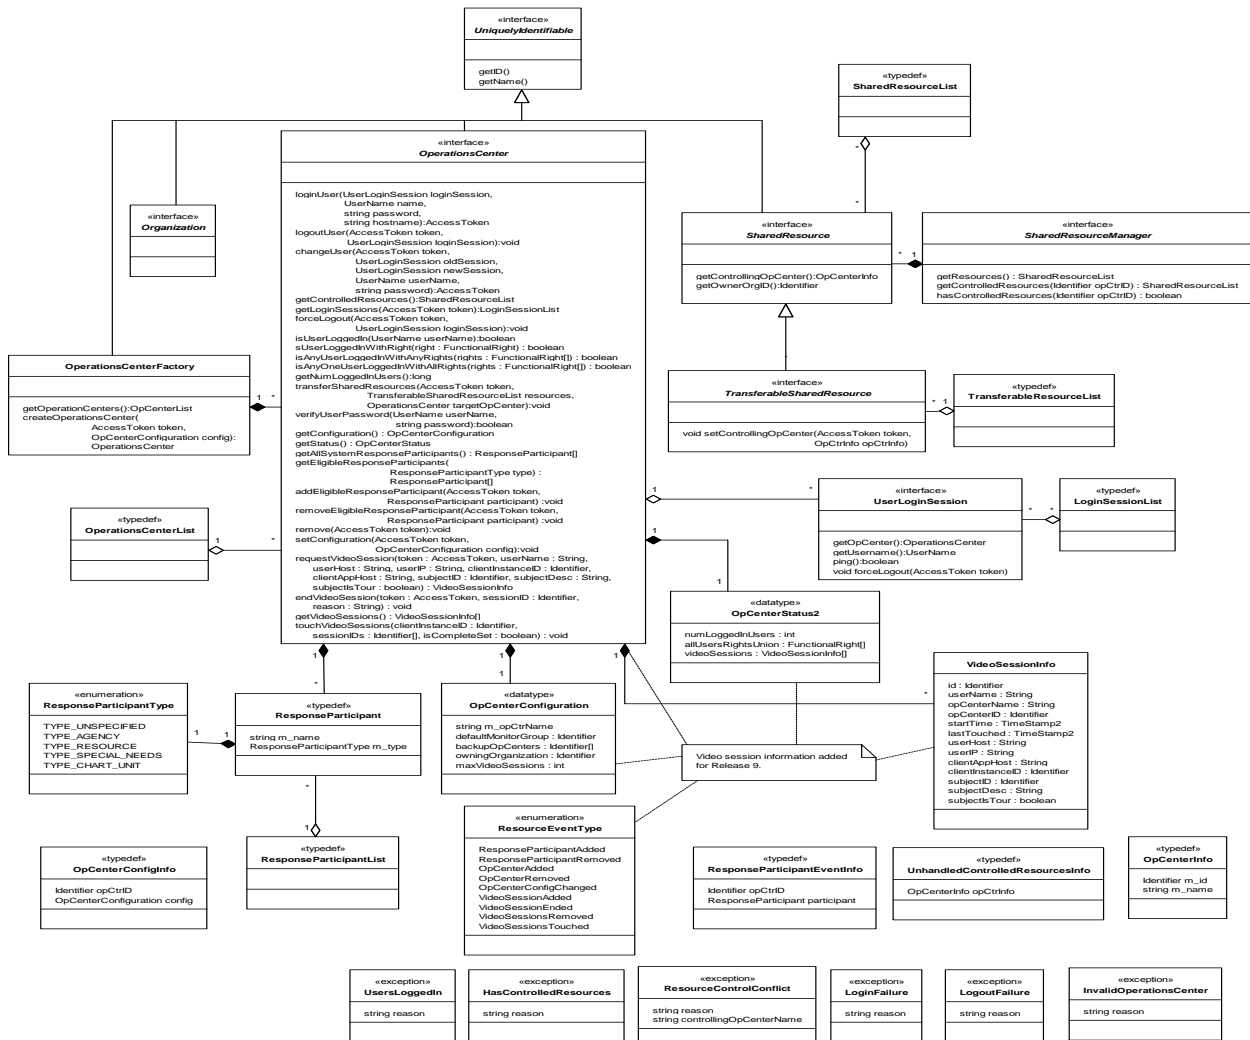 «interface»
UniquelyIdentifiable
getID()
getName()
«typedef»
SharedResourceList
*
*
«interface»
OperationsCenter
loginUser(UserLoginSession loginSession,
UserName name,
string password,
string hostname):AccessToken
logoutUser(AccessToken token,
UserLoginSession loginSession):void
changeUser(AccessToken token,
UserLoginSession oldSession,
UserLoginSession newSession,
UserName userName,
string password):AccessToken
getControlledResources():SharedResourceList
getLoginSessions(AccessToken token):LoginSessionList
forceLogout(AccessToken token,
UserLoginSession loginSession):void
isUserLoggedIn(UserName userName):boolean
sUserLoggedInWithRight(right : FunctionalRight) : boolean
isAnyUserLoggedInWithAnyRights(rights : FunctionalRight[]) : boolean
isAnyOneUserLoggedInWithAllRights(rights : FunctionalRight[]) : boolean
getNumLoggedInUsers():long
transferSharedResources(AccessToken token,
TransferableSharedResourceList resources,
OperationsCenter targetOpCenter):void
verifyUserPassword(UserName userName,
string password):boolean
getConfiguration() : OpCenterConfiguration
getStatus() : OpCenterStatus
getAllSystemResponseParticipants() : ResponseParticipant[]
getEligibleResponseParticipants(
ResponseParticipantType type) :
ResponseParticipant[]
addEligibleResponseParticipant(AccessToken token,
ResponseParticipant participant) :void
removeEligibleResponseParticipant(AccessToken token,
ResponseParticipant participant) :void
remove(AccessToken token):void
setConfiguration(AccessToken token,
OpCenterConfiguration config):void
requestVideoSession(token : AccessToken, userName : String,
userHost : String, userIP : String, clientInstanceID : Identifier,
clientAppHost : String, subjectID : Identifier, subjectDesc : String,
subjectIsTour : boolean) : VideoSessionInfo
endVideoSession(token : AccessToken, sessionID : Identifier,
reason : String) : void
getVideoSessions() : VideoSessionInfo[]
touchVideoSessions(clientInstanceID : Identifier,
sessionIDs : Identifier[], isCompleteSet : boolean) : void
«interface»
Organization
«interface»
SharedResource
getControllingOpCenter():OpCenterInfo
getOwnerOrgID():Identifier
* 1
«interface»
SharedResourceManager
getResources() : SharedResourceList
getControlledResources(Identifier opCtrID) : SharedResourceList
hasControlledResources(Identifier opCtrID) : boolean
OperationsCenterFactory
getOperationCenters():OpCenterList
createOperationsCenter(
AccessToken token,
OpCenterConfiguration config):
OperationsCenter
1 *
«interface»
TransferableSharedResource
void setControllingOpCenter(AccessToken token,
OpCtrInfo opCtrInfo)
* 1
«typedef»
TransferableResourceList
«typedef»
OperationsCenterList
1 *
1 *
«interface»
UserLoginSession
getOpCenter():OperationsCenter
getUsername():UserName
ping():boolean
void forceLogout(AccessToken token)
* *
«typedef»
LoginSessionList
1
1
«datatype»
OpCenterStatus2
numLoggedInUsers : int
allUsersRightsUnion : FunctionalRight[]
videoSessions : VideoSessionInfo[]
1 1 1
* 1 *
«enumeration»
ResponseParticipantType
TYPE_UNSPECIFIED
TYPE_AGENCY
TYPE_RESOURCE
TYPE_SPECIAL_NEEDS
TYPE_CHART_UNIT
1 1
«typedef»
ResponseParticipant
string m_name
ResponseParticipantType m_type
*
1
«datatype»
OpCenterConfiguration
string m_opCtrName
defaultMonitorGroup : Identifier
backupOpCenters : Identifier[]
owningOrganization : Identifier
maxVideoSessions : int
Video session information added
for Release 9.
VideoSessionInfo
id : Identifier
userName : String
opCenterName : String
opCenterID : Identifier
startTime : TimeStamp2
lastTouched : TimeStamp2
userHost : String
userIP : String
clientAppHost : String
clientInstanceID : Identifier
subjectID : Identifier
subjectDesc : String
subjectIsTour : boolean
«typedef»
OpCenterConfigInfo
Identifier opCtrID
OpCenterConfiguration config
«typedef»
ResponseParticipantList
«enumeration»
ResourceEventType
ResponseParticipantAdded
ResponseParticipantRemoved
OpCenterAdded
OpCenterRemoved
OpCenterConfigChanged
VideoSessionAdded
VideoSessionEnded
VideoSessionsRemoved
VideoSessionsTouched
«typedef»
ResponseParticipantEventInfo
Identifier opCtrID
ResponseParticipant participant
«typedef»
UnhandledControlledResourcesInfo
OpCenterInfo opCtrInfo
«typedef»
OpCenterInfo
Identifier m_id
string m_name
«exception»
UsersLoggedIn
string reason
«exception»
HasControlledResources
string reason
«exception»
ResourceControlConflict
string reason
string controllingOpCenterName
«exception»
LoginFailure
string reason
«exception»
LogoutFailure
string reason
«exception»
InvalidOperationsCenter
string reason